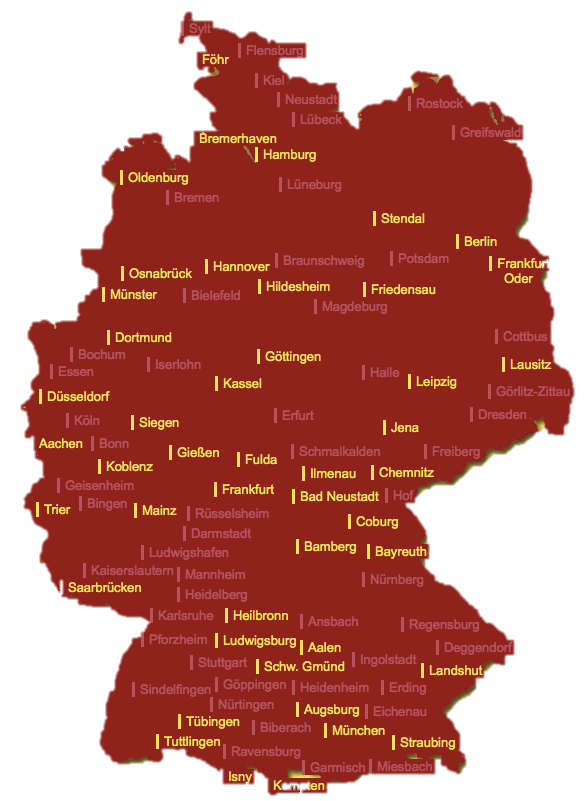 Sylt
Flensburg
Föhr
Kiel
Neustadt
Rostock
Lübeck
Greifswald
Bremerhaven
Hamburg
Oldenburg
Lüneburg
Bremen
Stendal
Berlin
Braunschweig
Potsdam
Hannover
Frankfurt
Oder
Osnabrück
Hildesheim
Friedensau
Münster
Bielefeld
Magdeburg
Dortmund
Cottbus
Bochum
Göttingen
Iserlohn
Lausitz
Essen
Halle
Kassel
Leipzig
Düsseldorf
Görlitz-Zittau
Erfurt
Dresden
Köln
Siegen
Jena
Aachen
Bonn
Gießen
Schmalkalden
Freiberg
Fulda
Koblenz
Ilmenau
Chemnitz
Geisenheim
Frankfurt
Bad Neustadt
Hof
Bingen
Trier
Mainz
Rüsselsheim
Coburg
Darmstadt
Bamberg
Bayreuth
Ludwigshafen
Kaiserslautern
Mannheim
Nürnberg
Saarbrücken
Heidelberg
Karlsruhe
Heilbronn
Ansbach
Regensburg
Pforzheim
Ludwigsburg
Aalen
Deggendorf
Stuttgart
Schw. Gmünd
Ingolstadt
Landshut
Göppingen
Heidenheim
Erding
Sindelfingen
Nürtingen
Augsburg
Eichenau
Tübingen
Biberach
München
Tuttlingen
Straubing
Ravensburg
Garmisch
Miesbach
Isny
Kempten